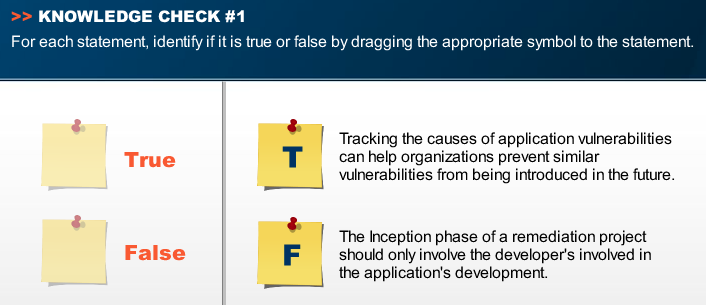 >> KNOWLEDGE CHECK #1
For each statement, identify if it is true or false by dragging the appropriate symbol to the statement.
True
False
T
Tracking the causes of application vulnerabilities
can help organizations prevent similar
vulnerabilities from being introduced in the future.
F
The Inception phase of a remediation project
should only involve the developer's involved in
the application's development.